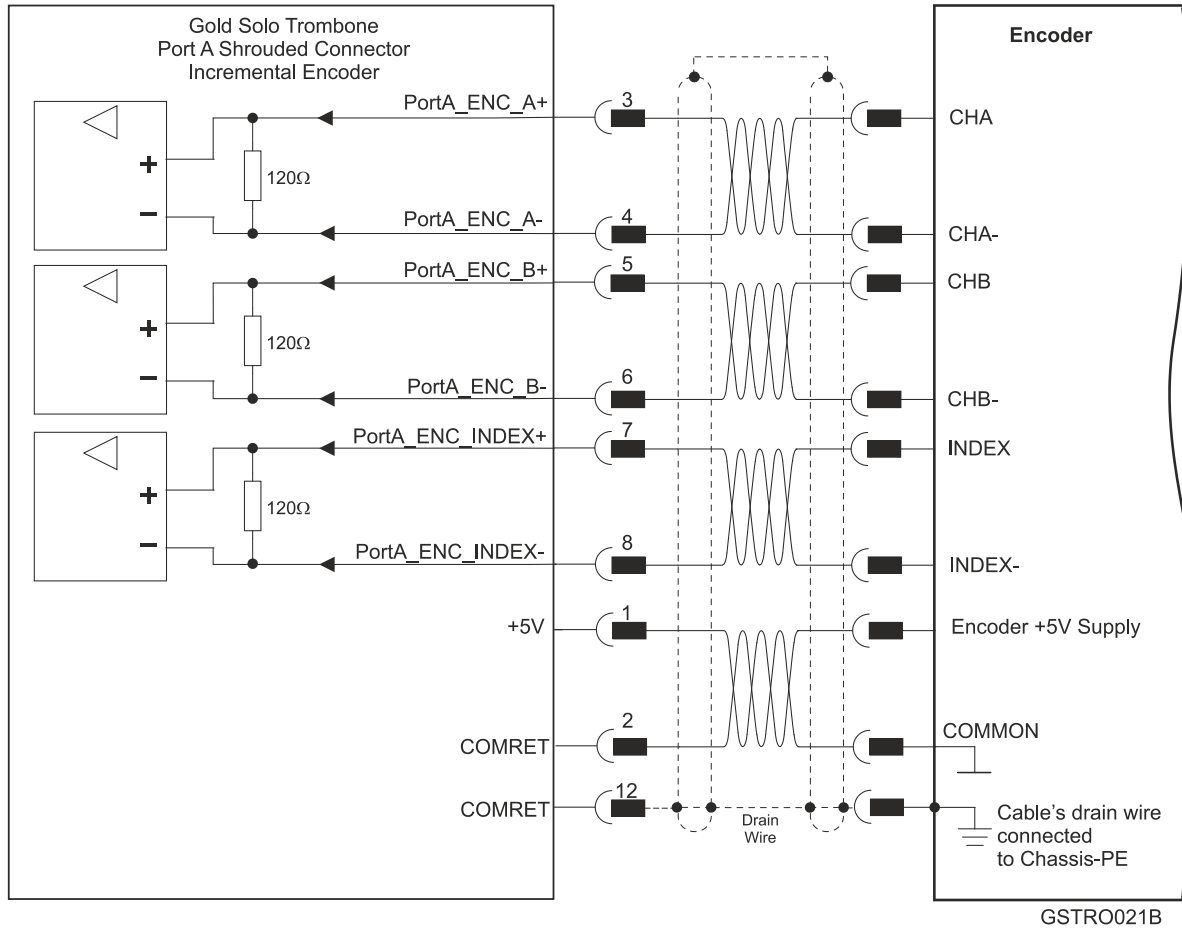 Gold Solo Trombone
Port A Shrouded Connector
Incremental Encoder
Encoder
PortA_ENC_A+
3
CHA
+
120Ω
−
PortA_ENC_A-
4
CHA-
PortA_ENC_B+
5
CHB
+
120Ω
−
PortA_ENC_B-
6
CHB-
PortA_ENC_INDEX+
7
INDEX
+
120Ω
−
PortA_ENC_INDEX-
8
INDEX-
+5V
1
Encoder +5V Supply
COMRET
2
COMMON
COMRET
12
Drain
Wire
Cable's drain wire
connected
to Chassis-PE
GSTRO021B